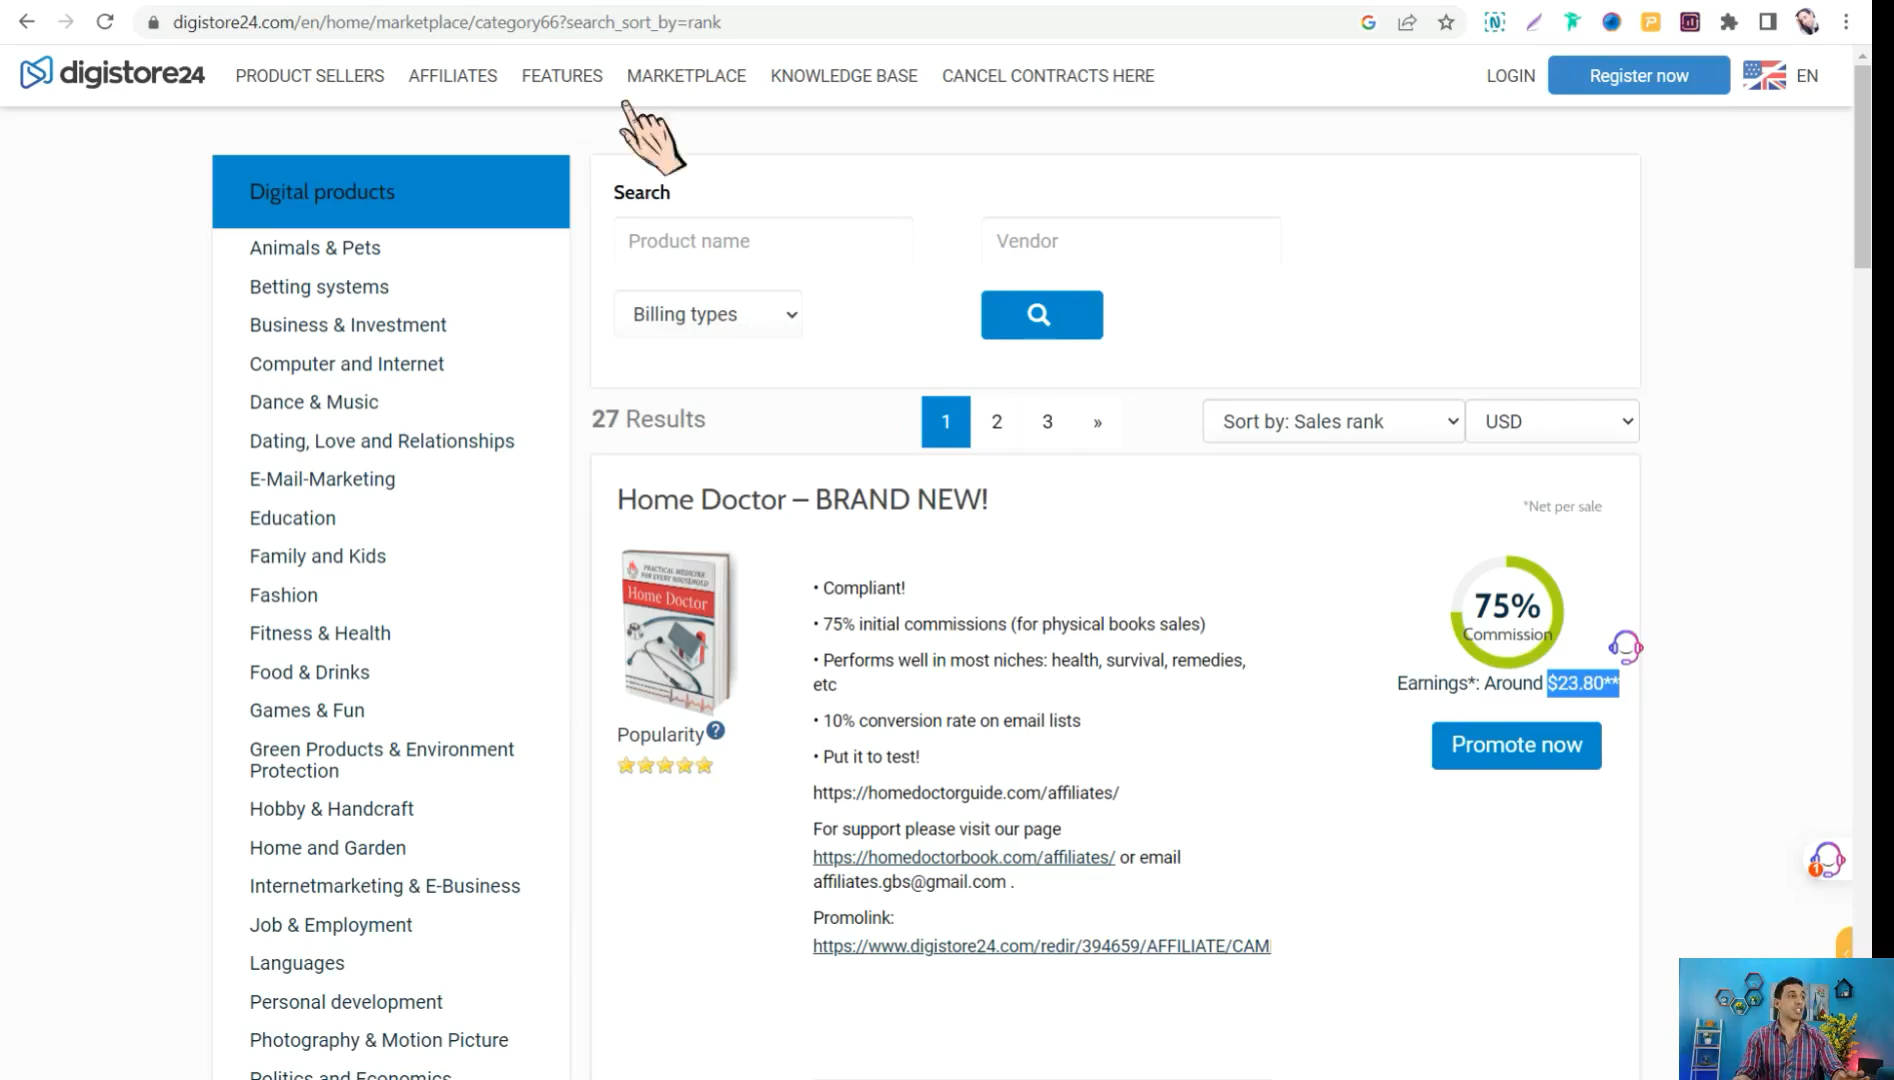 digistore24.com/en/home/marketplace/category66?search_sort_by=rank
digistore24
PRODUCT SELLERS
AFFILIATES
FEATURES
MARKETPLACE
KNOWLEDGE BASE
CANCEL CONTRACTS HERE
LOGIN
Register now
EN
Digital products
Animals & Pets
Betting systems
Business & Investment
Computer and Internet
Dance & Music
Dating, Love and Relationships
E-Mail-Marketing
Education
Family and Kids
Fashion
Fitness & Health
Food & Drinks
Games & Fun
Green Products & Environment
Protection
Hobby & Handcraft
Home and Garden
Internetmarketing & E-Business
Job & Employment
Languages
Personal development
Photography & Motion Picture
Politics and Economics
Search
Product name
Vendor
Billing types
27 Results
1
2
3
»
Sort by: Sales rank
USD
Home Doctor – BRAND NEW!
*Net per sale
PRACTICAL MEDICINE
FOR EVERY HOUSEHOLD
Home Doctor
Popularity
• Compliant!
• 75% initial commissions (for physical books sales)
• Performs well in most niches: health, survival, remedies,
etc
• 10% conversion rate on email lists
• Put it to test!
https://homedoctorguide.com/affiliates/
For support please visit our page
https://homedoctorbook.com/affiliates/ or email
affiliates.gbs@gmail.com .
Promolink:
https://www.digistore24.com/redir/394659/AFFILIATE/CAM
75%
Commission
Earnings*: Around $23.80**
Promote now
1